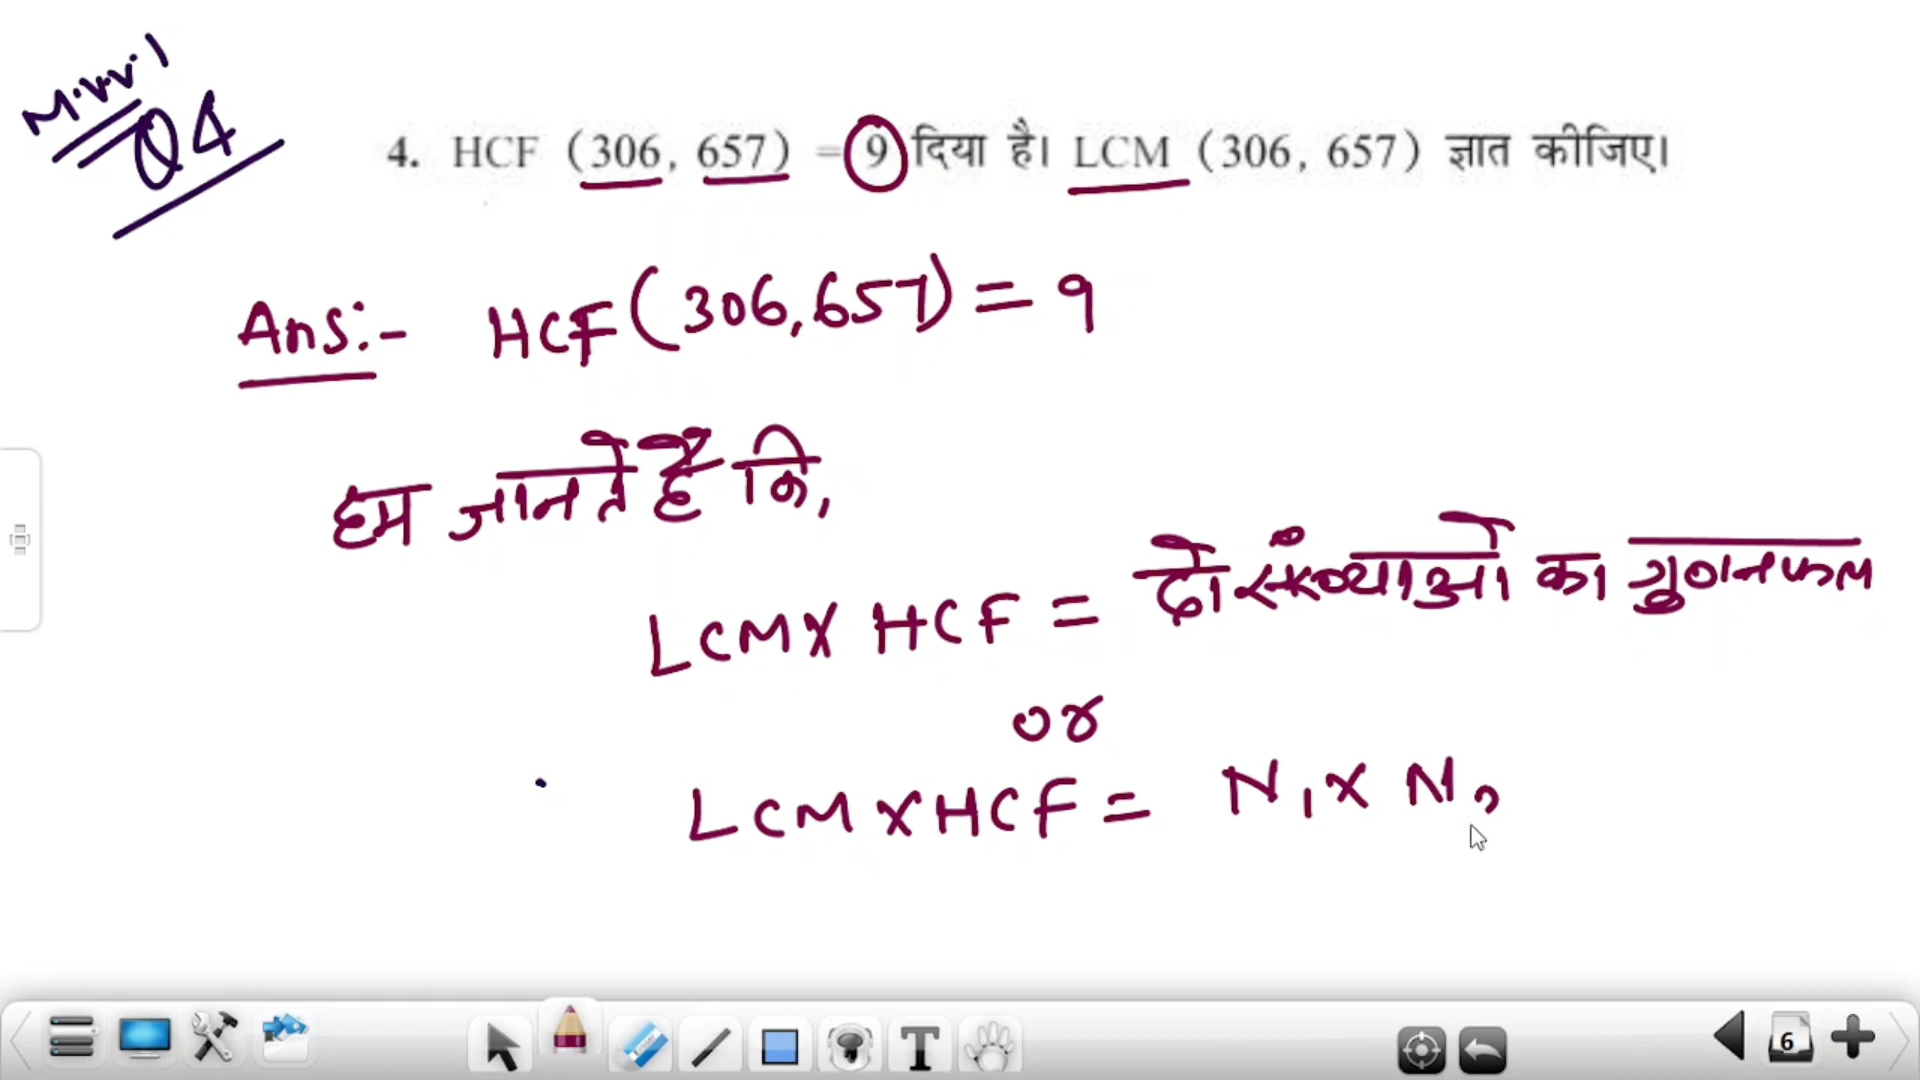 Q4
4. HCF (306, 657) = 9 दिया है। LCM (306, 657) ज्ञात कीजिए।
Ans:- HCF (306, 657) = 9
हम जानते हैं कि,
LCM X HCF = दो संख्याओं का गुणनफल
or
LCM X HCF = N₁ X N₂
T
6